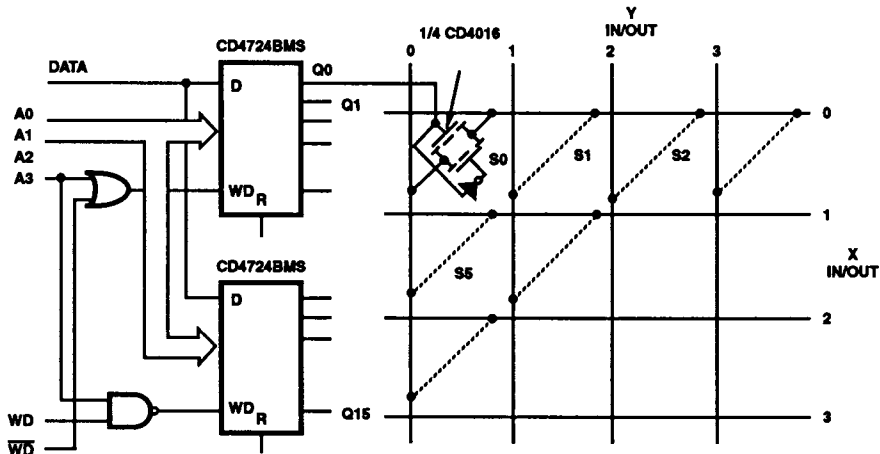 Y
IN/OUT
1/4 CD4016
0
1
2
3
CD4724BMS
DATA
D
Q0
Q1
A0
A1
A2
A3
WD
R
S0
S1
S2
0
1
CD4724BMS
D
S5
X
IN/OUT
2
WD
R
Q15
3
WD
W̅D̅